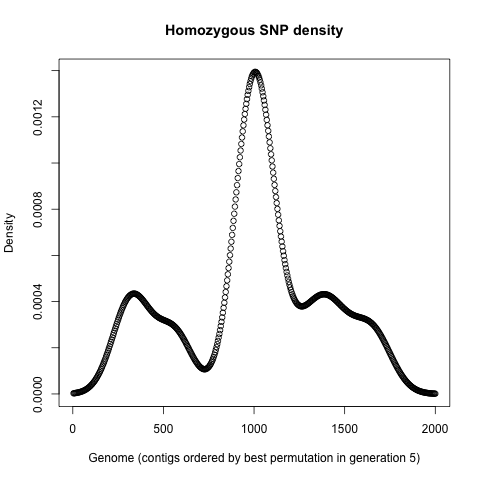 Homozygous SNP density
Density
0.0012
0.0008
0.0004
0.0000
0 500 1000 1500 2000
Genome (contigs ordered by best permutation in generation 5)